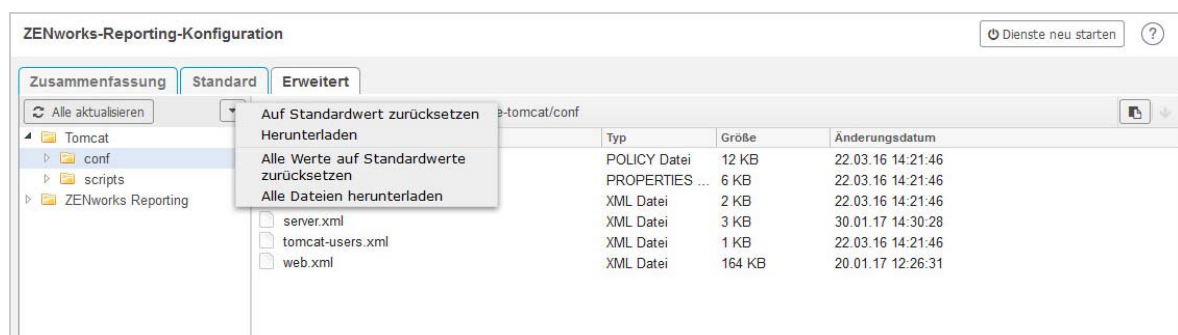 ZENworks-Reporting-Konfiguration
Dienste neu starten
?
Zusammenfassung Standard Erweitert
Alle aktualisieren
e-tomcat/conf
Auf Standardwert zurücksetzen
Herunterladen
Alle Werte auf Standardwerte
zurücksetzen
Alle Dateien herunterladen
Tomcat
conf
scripts
ZENworks Reporting
Typ Größe Änderungsdatum
POLICY Datei 12 KB 22.03.16 14:21:46
PROPERTIES ... 6 KB 22.03.16 14:21:46
XML Datei 2 KB 22.03.16 14:21:46
server.xml XML Datei 3 KB 30.01.17 14:30:28
tomcat-users.xml XML Datei 1 KB 22.03.16 14:21:46
web.xml XML Datei 164 KB 20.01.17 12:26:31